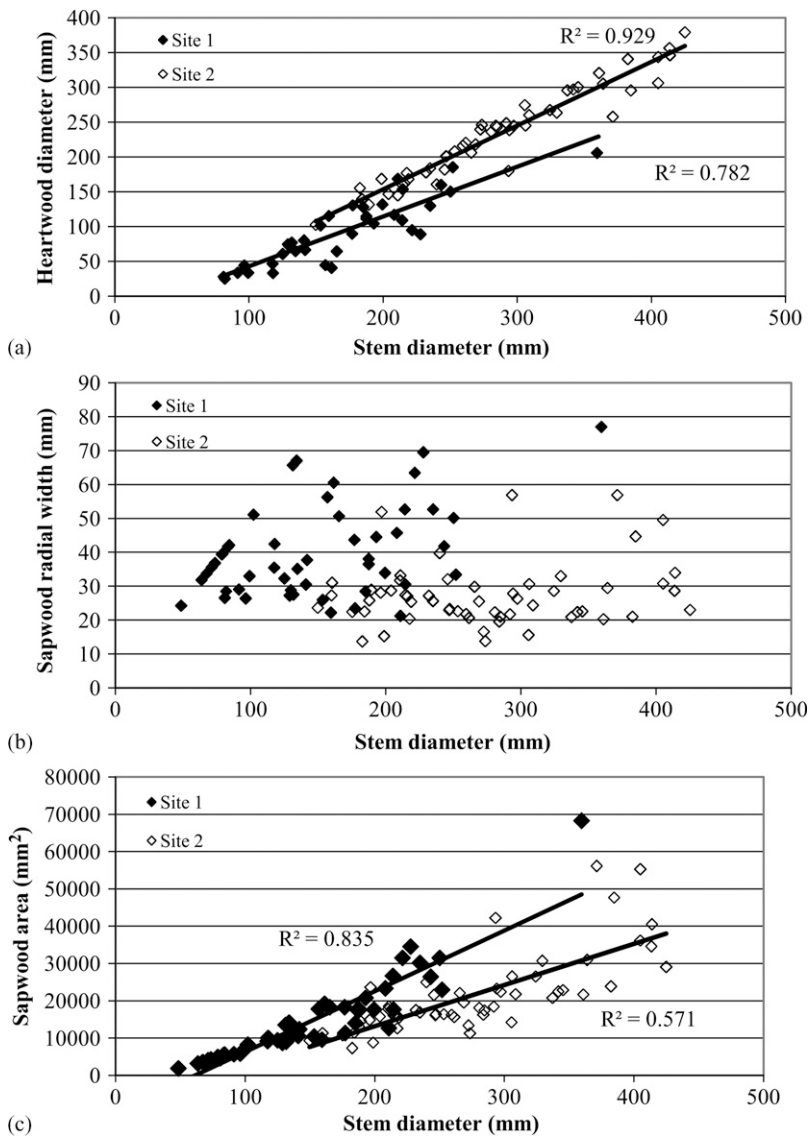 400
350
300
250
200
150
100
50
0
Heartwood diameter (mm)
Site 1
Site 2
R² = 0.929
R² = 0.782
0 100 200 300 400 500
(a) Stem diameter (mm)
90
80
70
60
50
40
30
20
10
0
Sapwood radial width (mm)
Site 1
Site 2
0 100 200 300 400 500
Stem diameter (mm)
(b)
80000
70000
60000
50000
40000
30000
20000
10000
0
Sapwood area (mm²)
Site 1
Site 2
R² = 0.835
R² = 0.571
0 100 200 300 400 500
(c) Stem diameter (mm)